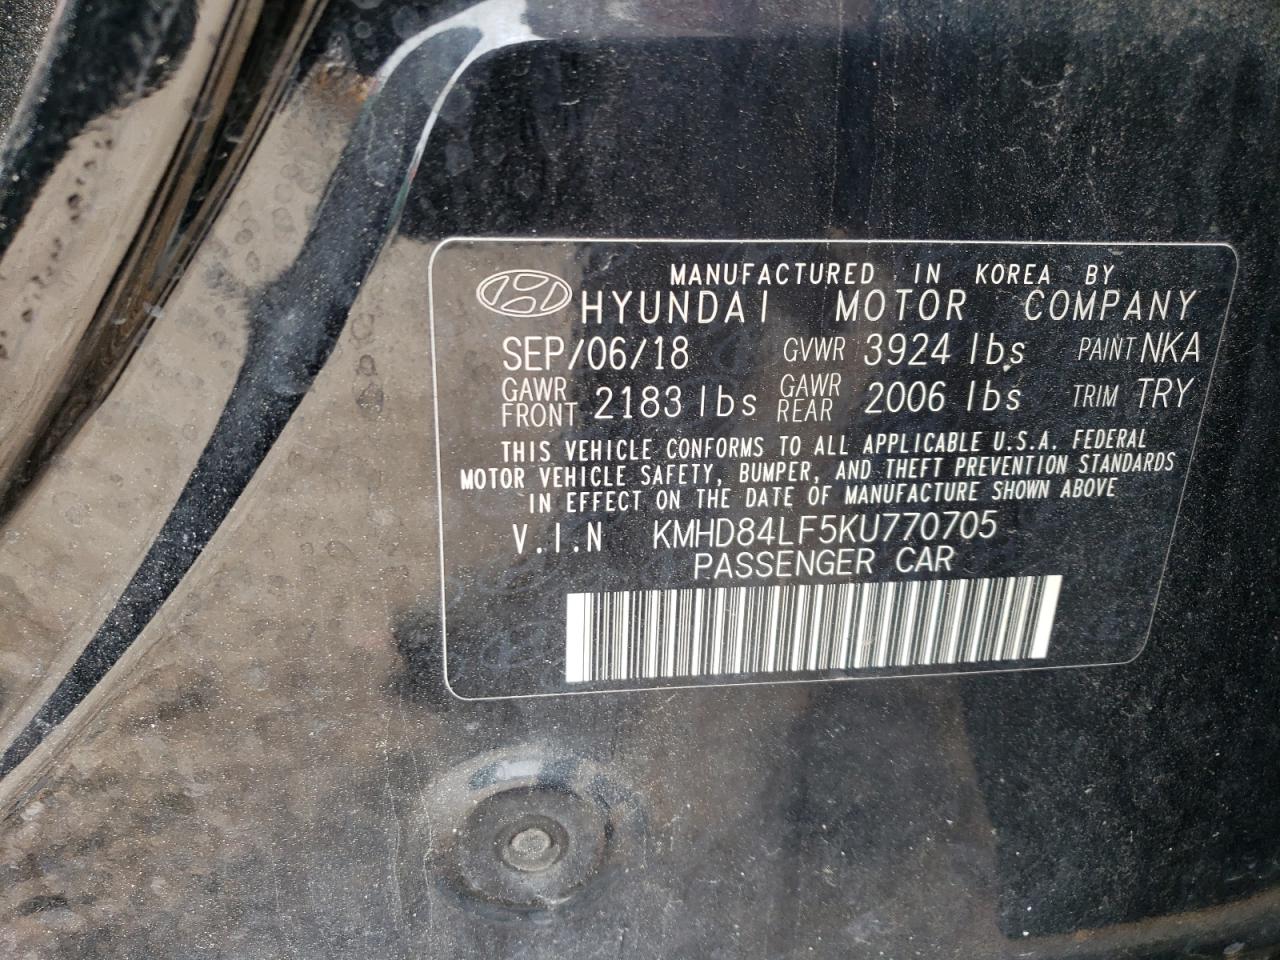 MANUFACTURED IN KOREA BY
HYUNDAI MOTOR COMPANY
SEP/06/18 GVWR 3924 lbs PAINT NKA
GAWR FRONT 2183 lbs GAWR REAR 2006 lbs TRIM TRY
THIS VEHICLE CONFORMS TO ALL APPLICABLE U.S.A. FEDERAL
MOTOR VEHICLE SAFETY, BUMPER, AND THEFT PREVENTION STANDARDS
IN EFFECT ON THE DATE OF MANUFACTURE SHOWN ABOVE
V.I.N KMHD84LF5KU770705
PASSENGER CAR